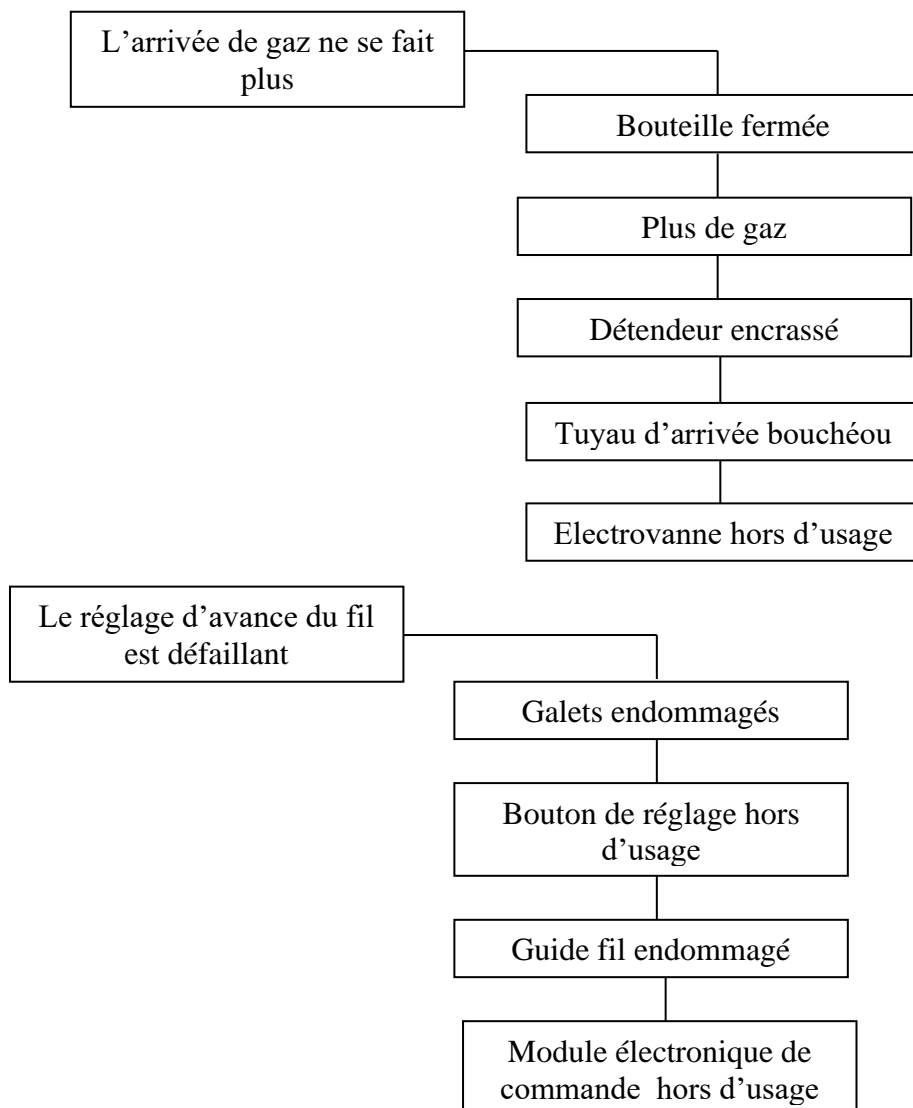 L’arrivée de gaz ne se fait
plus
Bouteille fermée
Plus de gaz
Détendeur encrassé
Tuyau d’arrivée bouchéou
Electrovanne hors d’usage
Le réglage d’avance du fil
est défaillant
Galets endommagés
Bouton de réglage hors
d’usage
Guide fil endommagé
Module électronique de
commande  hors d’usage